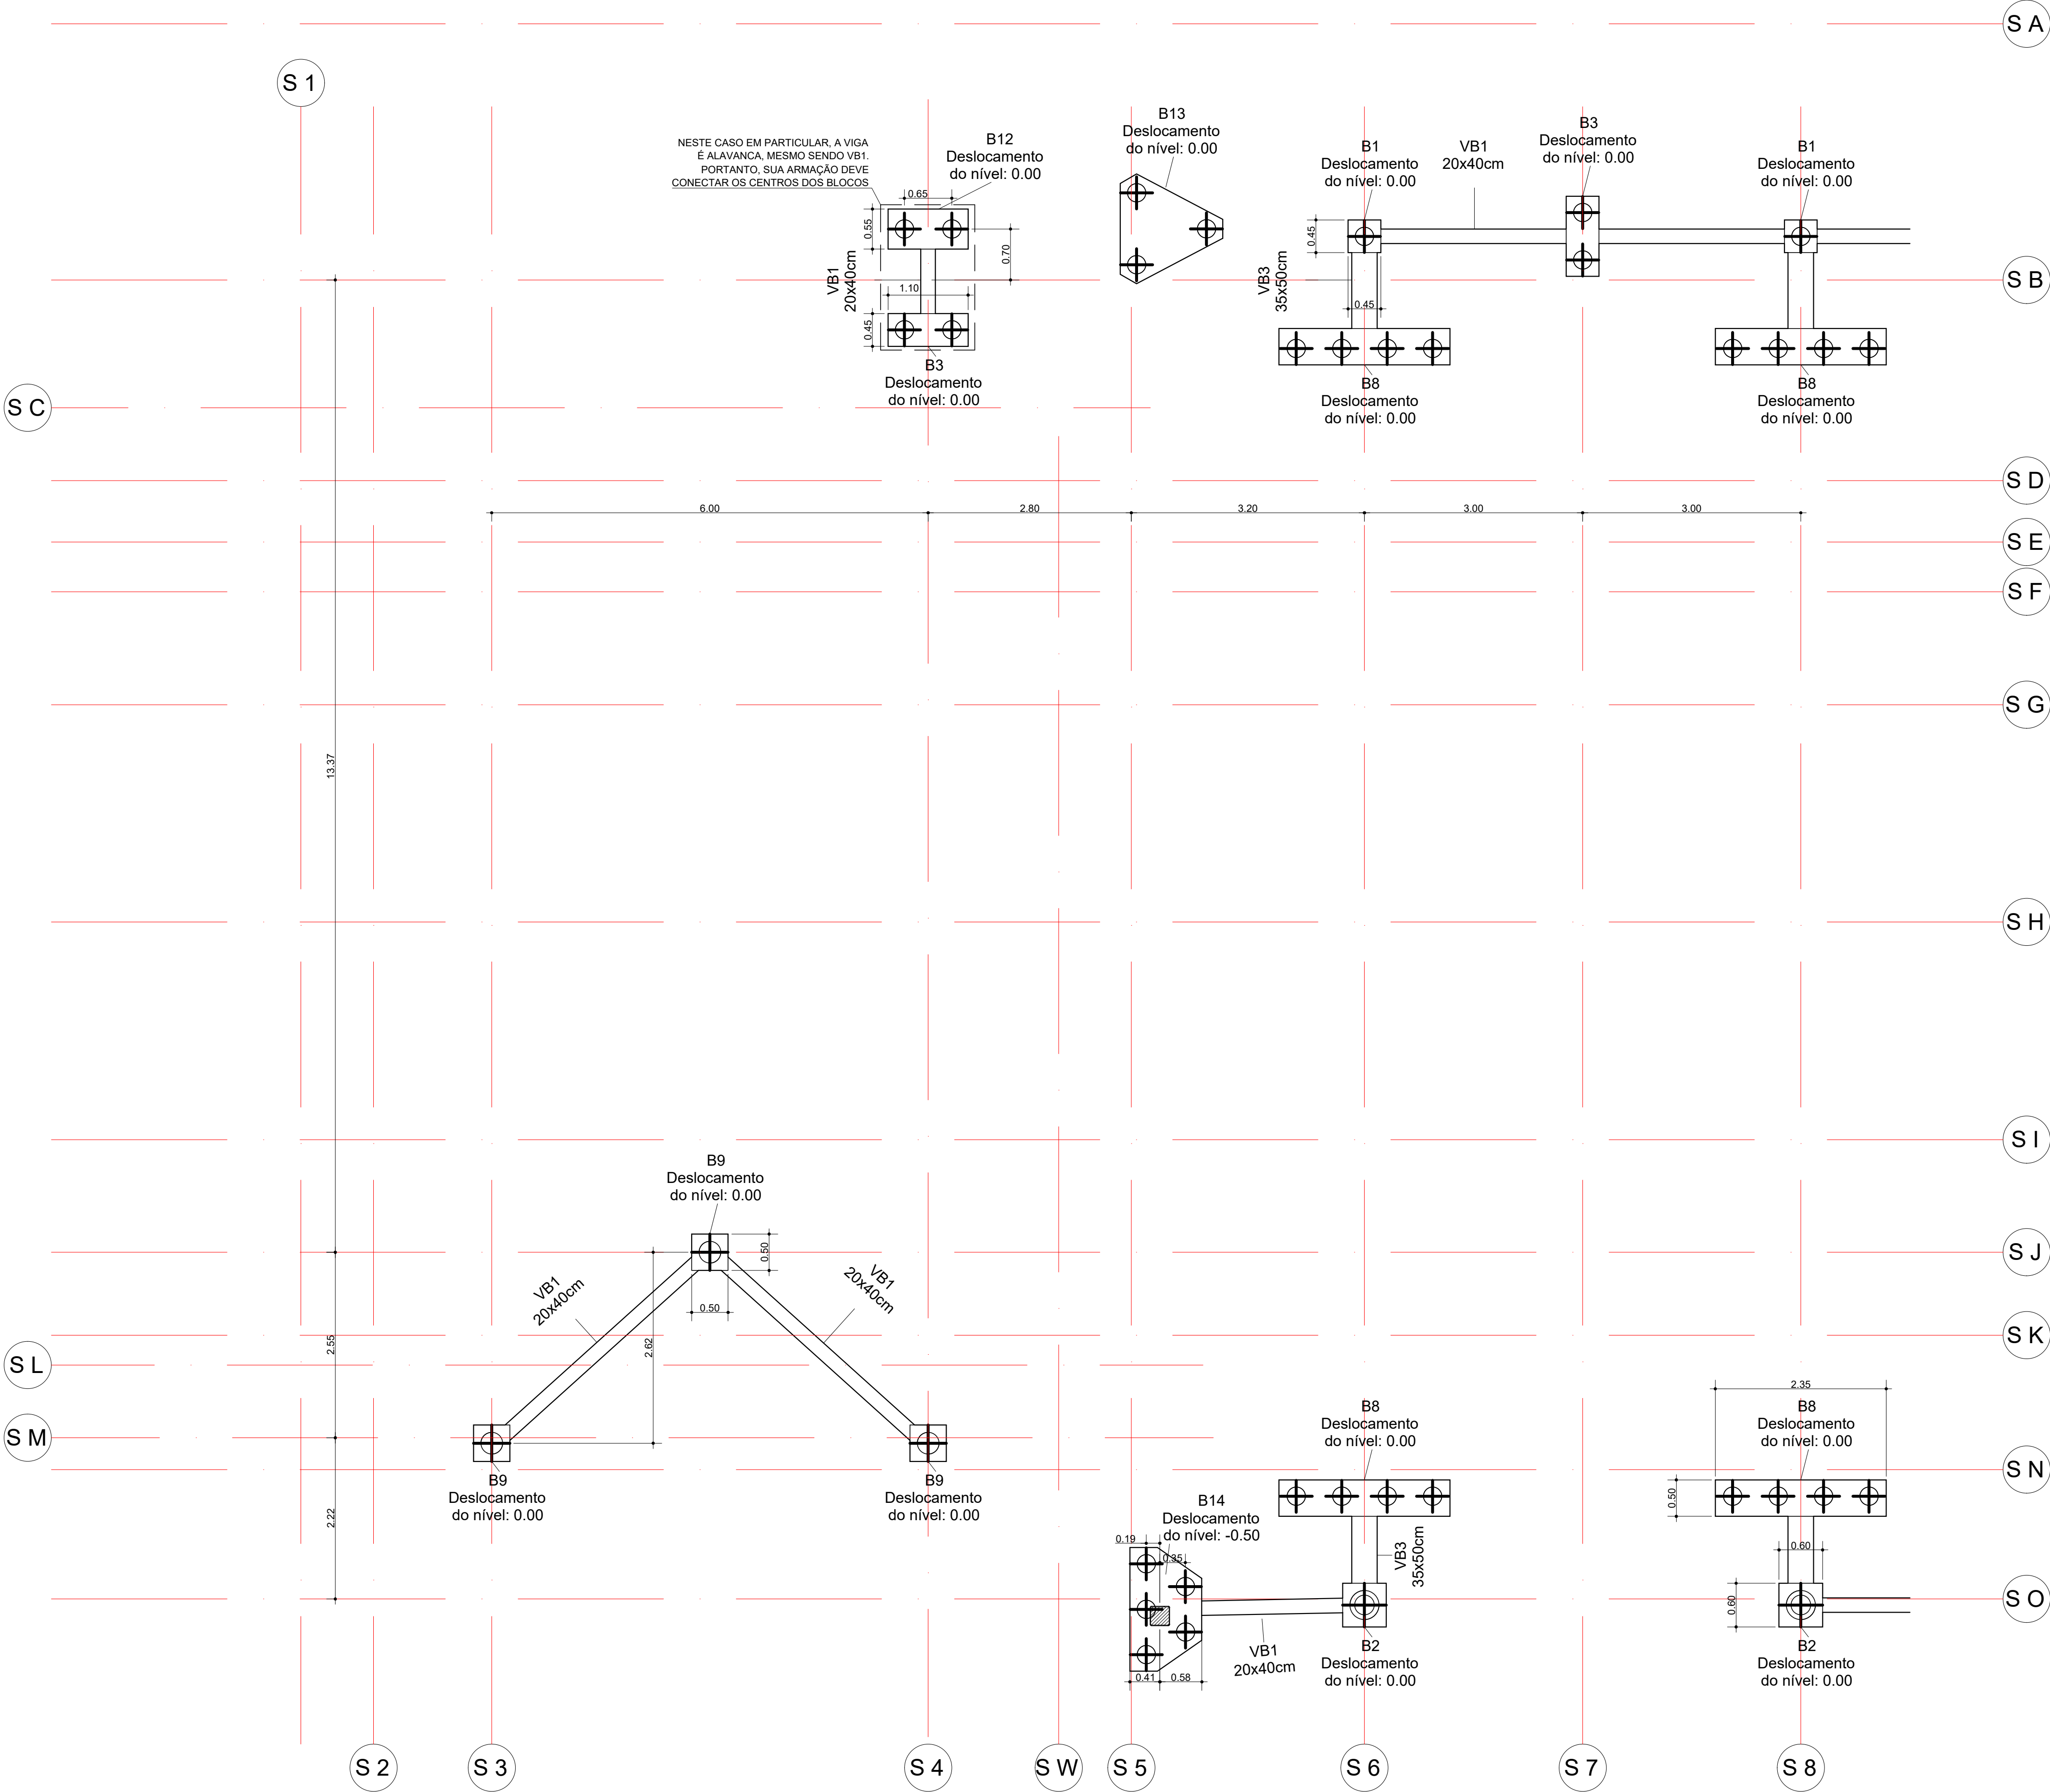 S A
S 1
NESTE CASO EM PARTICULAR, A VIGA
É ALAVANCA, MESMO SENDO VB1.
PORTANTO, SUA ARMAÇÃO DEVE
CONECTAR OS CENTROS DOS BLOCOS
B12
Deslocamento
do nível: 0.00
B13
Deslocamento
do nível: 0.00
B1
Deslocamento
do nível: 0.00
VB1
20x40cm
B3
Deslocamento
do nível: 0.00
B1
Deslocamento
do nível: 0.00
0.65
0.55
0.70
0.45
VB1
20x40cm
1.10
0.45
VB3
35x50cm
0.45
S B
B3
Deslocamento
do nível: 0.00
B8
Deslocamento
do nível: 0.00
B8
Deslocamento
do nível: 0.00
S C
S D
6.00
2.80
3.20
3.00
3.00
S E
S F
S G
13.37
S H
S I
B9
Deslocamento
do nível: 0.00
0.50
S J
VB1
20x40cm
VB1
20x40cm
0.50
2.55
2.62
S K
S L
2.35
B8
Deslocamento
do nível: 0.00
B8
Deslocamento
do nível: 0.00
S M
S N
B9
Deslocamento
do nível: 0.00
B9
Deslocamento
do nível: 0.00
2.22
B14
Deslocamento
do nível: -0.50
0.50
0.19
0.35
VB3
35x50cm
0.60
0.60
S O
VB1
20x40cm
B2
Deslocamento
do nível: 0.00
B2
Deslocamento
do nível: 0.00
0.41
0.58
S 2
S 3
S 4
S W
S 5
S 6
S 7
S 8